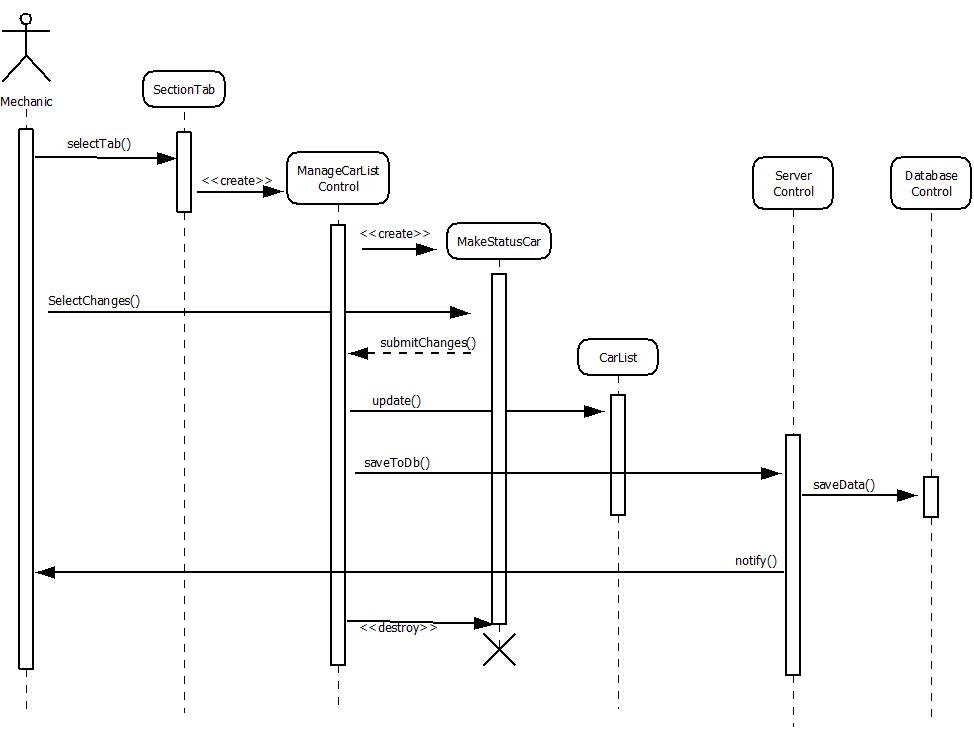 Mechanic
SectionTab
selectTab()
<<create>>
ManageCarList
Control
Server
Control
Database
Control
<<create>>
MakeStatusCar
SelectChanges()
submitChanges()
CarList
update()
saveToDb()
saveData()
notify()
<<destroy>>